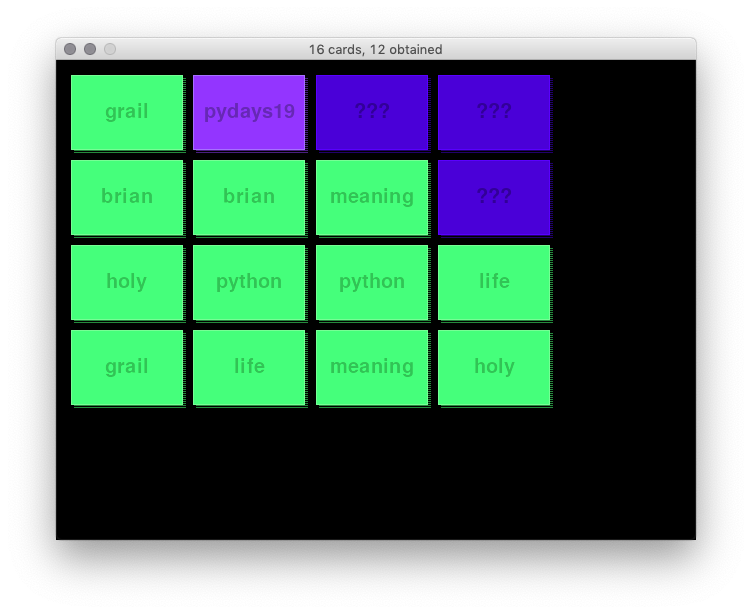 16 cards, 12 obtained
grail pydays19 ??? ???
brian brian meaning ???
holy python python life
grail life meaning holy